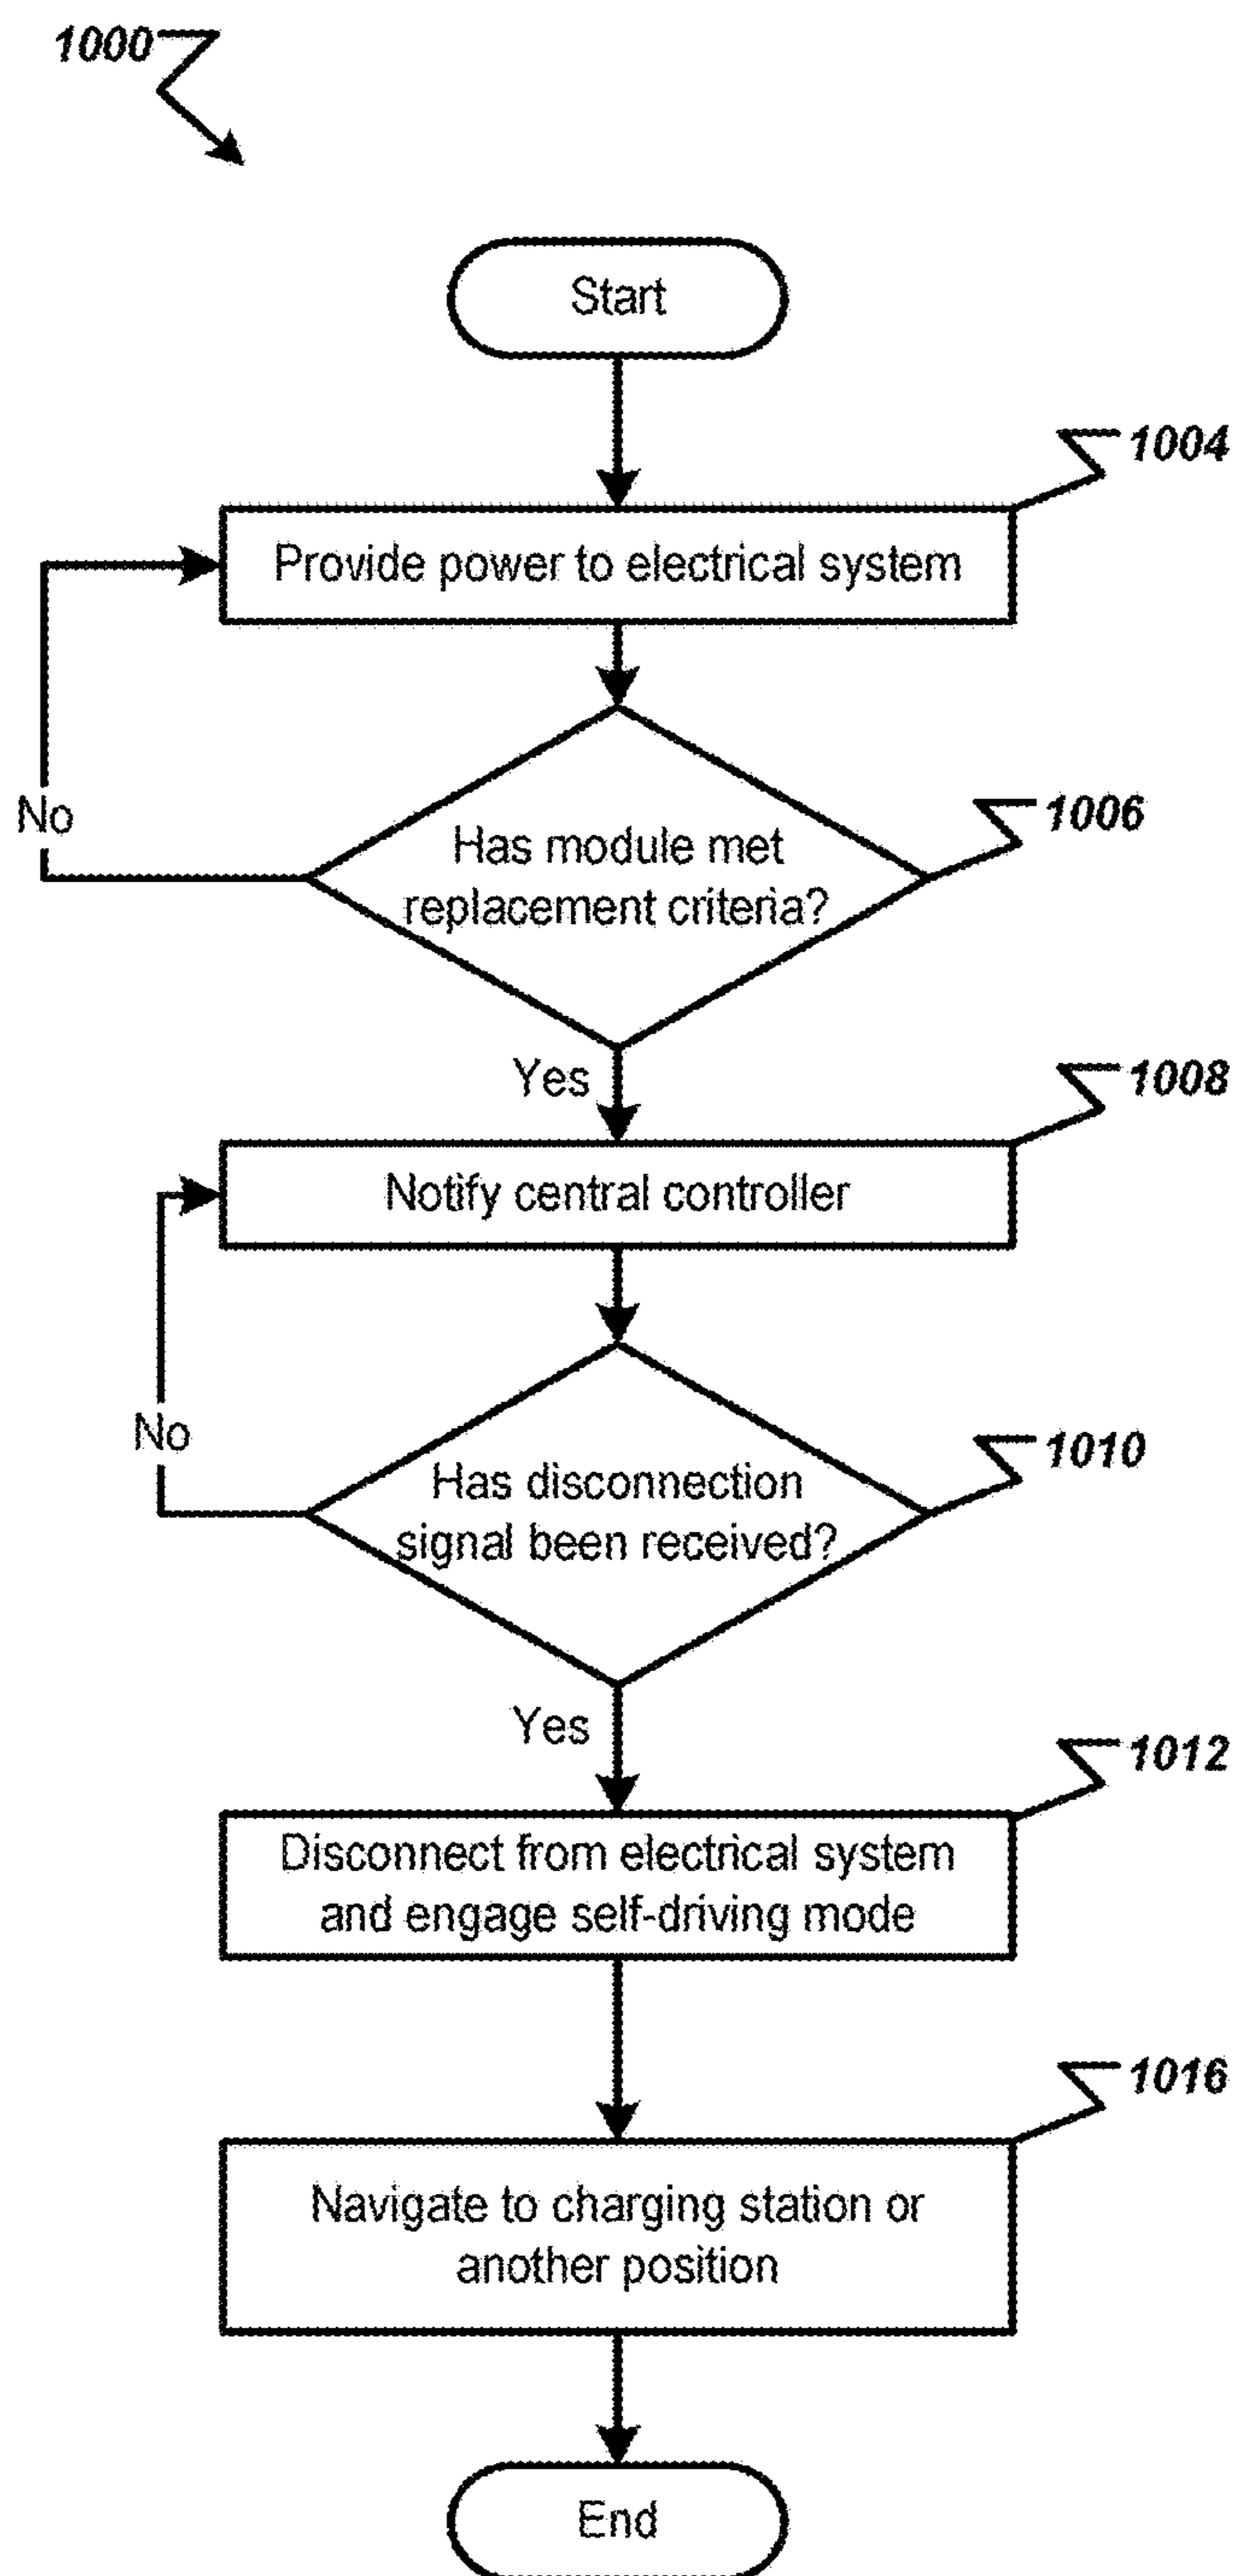 1000
Start
1004
Provide power to electrical system
No
1006
Has module met
replacement criteria?
Yes
1008
Notify central controller
No
1010
Has disconnection
signal been received?
Yes
1012
Disconnect from electrical system
and engage self-driving mode
1016
Navigate to charging station or
another position
End